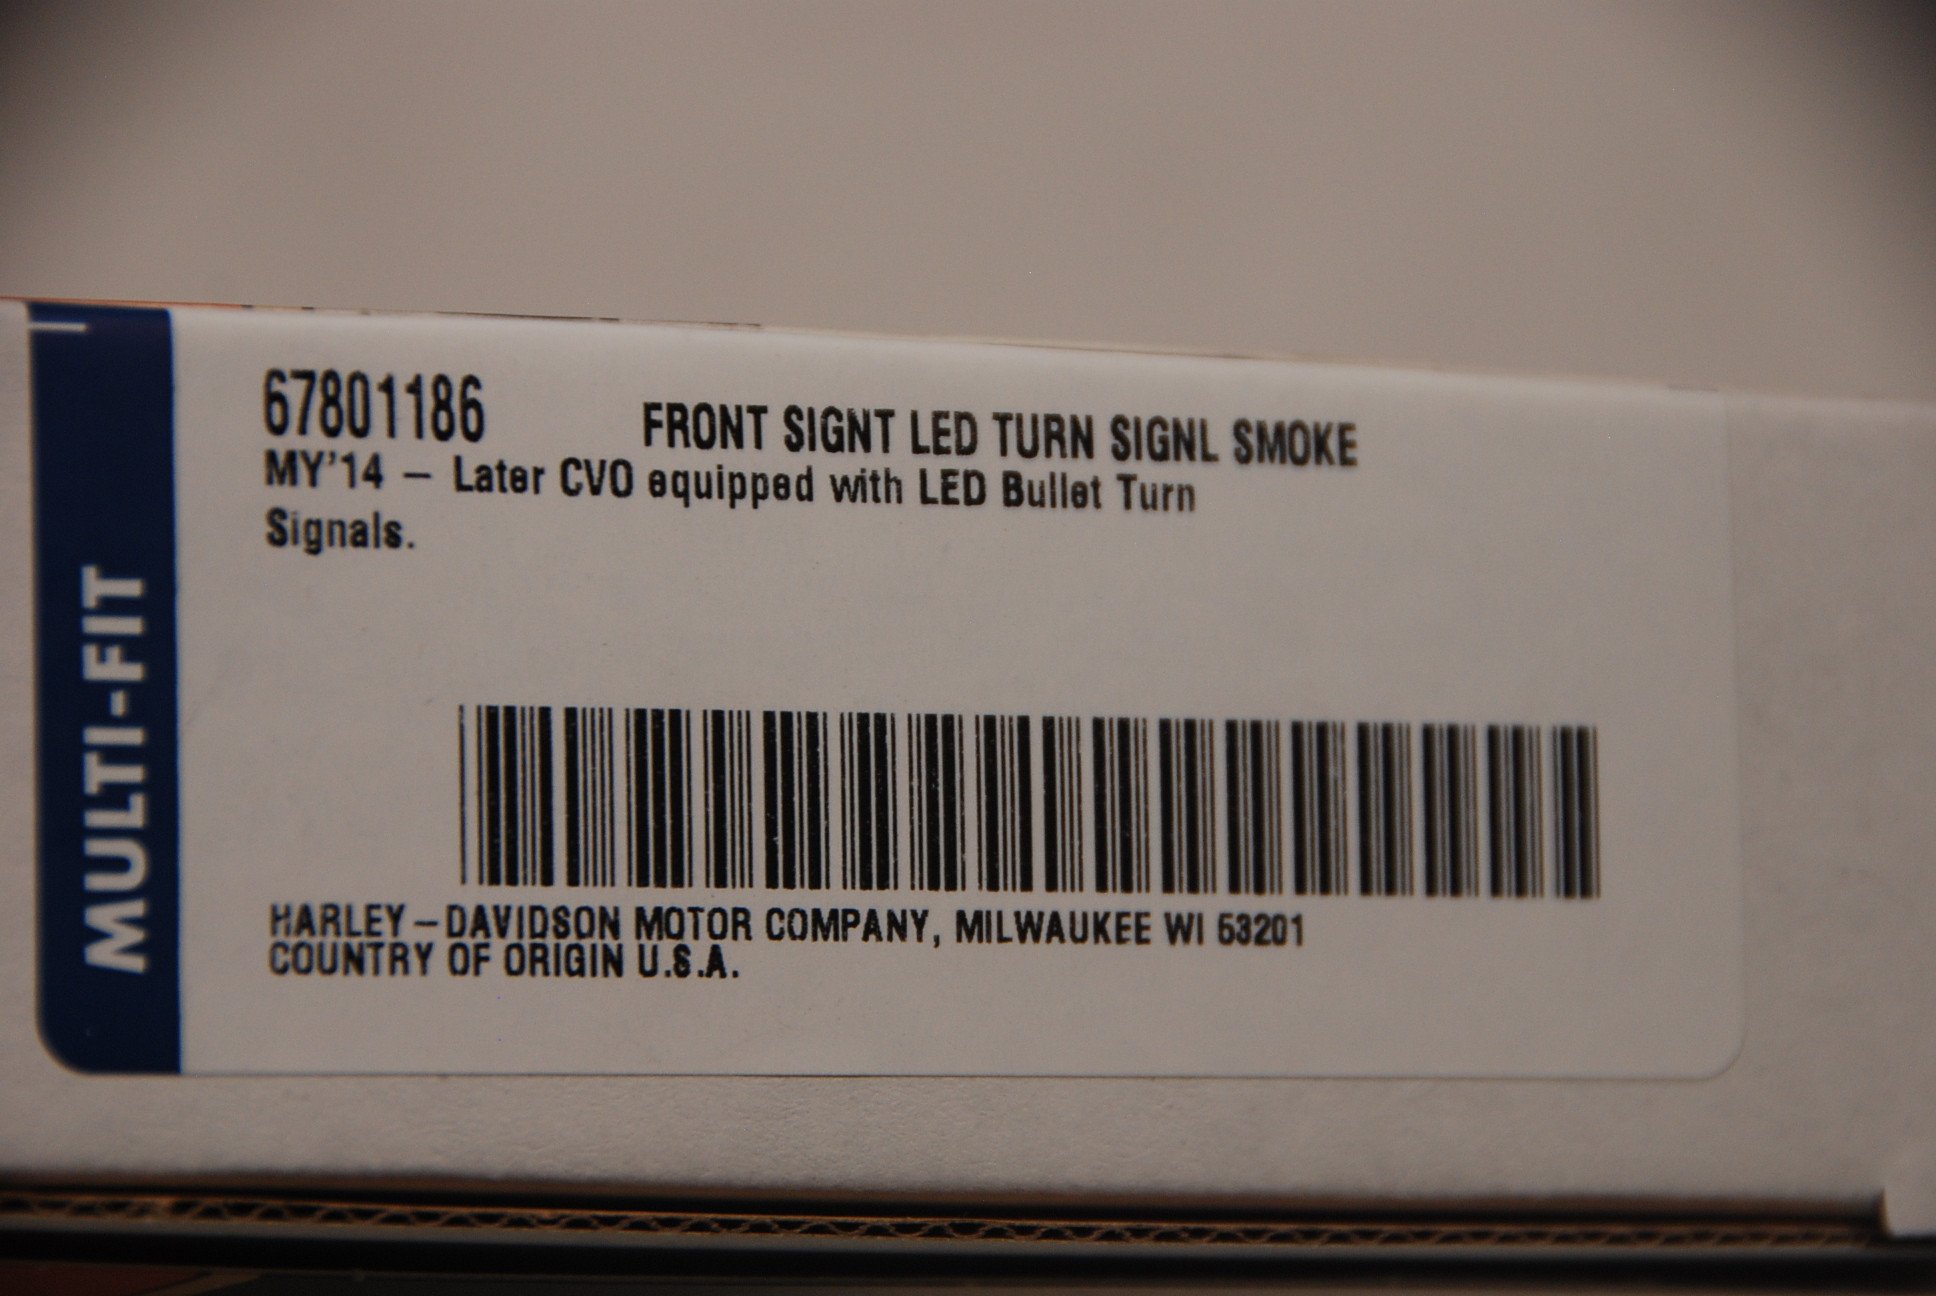 67801186 FRONT SIGNT LED TURN SIGNL SMOKE
MY'14 – Later CVO equipped with LED Bullet Turn
Signals.
MULTI-FIT
HARLEY–DAVIDSON MOTOR COMPANY, MILWAUKEE WI 53201
COUNTRY OF ORIGIN U.S.A.